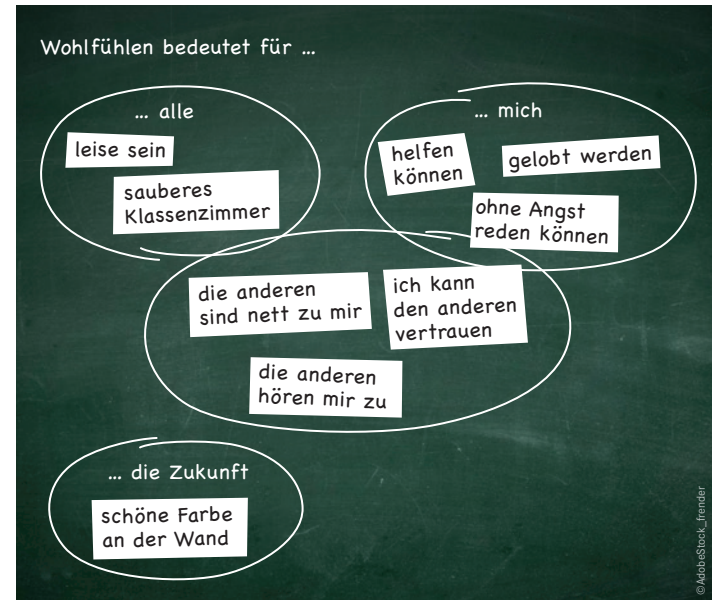 Wohlfühlen bedeutet für ...
... alle
leise sein
sauberes
Klassenzimmer
... mich
helfen
können
gelobt werden
ohne Angst
reden können
die anderen
sind nett zu mir
ich kann
den anderen
vertrauen
die anderen
hören mir zu
... die Zukunft
schöne Farbe
an der Wand
©AdobeStock_frender